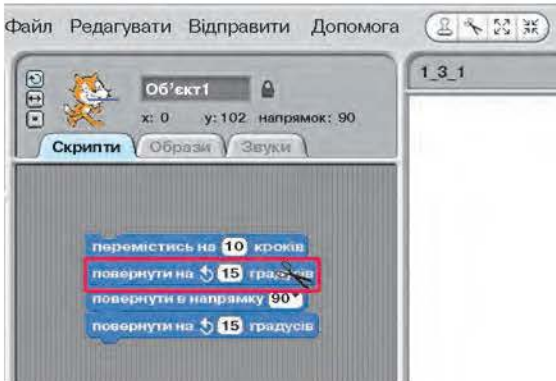 Файл Редагувати Відправити Допомога
1_3_1
Об'єкт1
x: 0 y: 102 напрямок: 90
Скрипти Образи Звуки
перемістись на 10 кроків
повернути на 15 градусів
повернути в напрямку 90
повернути на 15 градусів